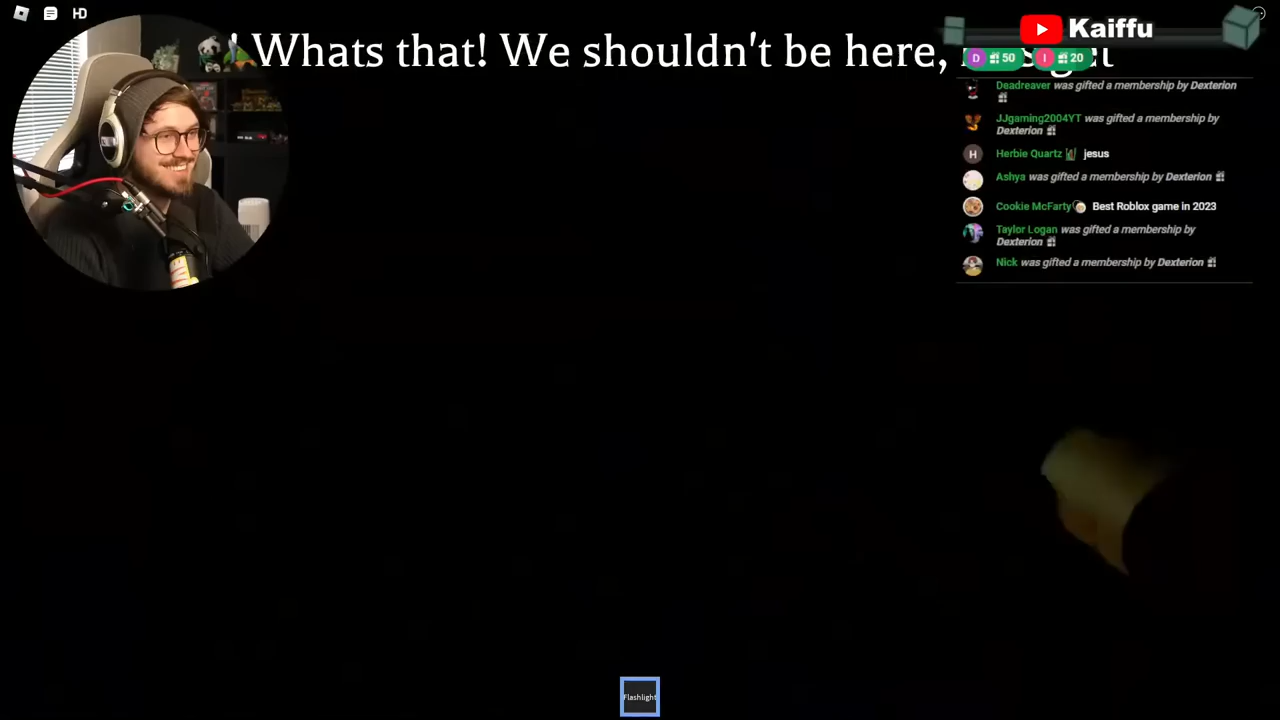 HD
Whats that! We shouldn't be here,
Kaiffu
D 50 I 20
Deadreaver was gifted a membership by Dexterion
JJgaming2004YT was gifted a membership by
Dexterion
H Herbie Quartz jesus
Ashya was gifted a membership by Dexterion
Cookie McFarty Best Roblox game in 2023
Taylor Logan was gifted a membership by
Dexterion
Nick was gifted a membership by Dexterion
Flashlight